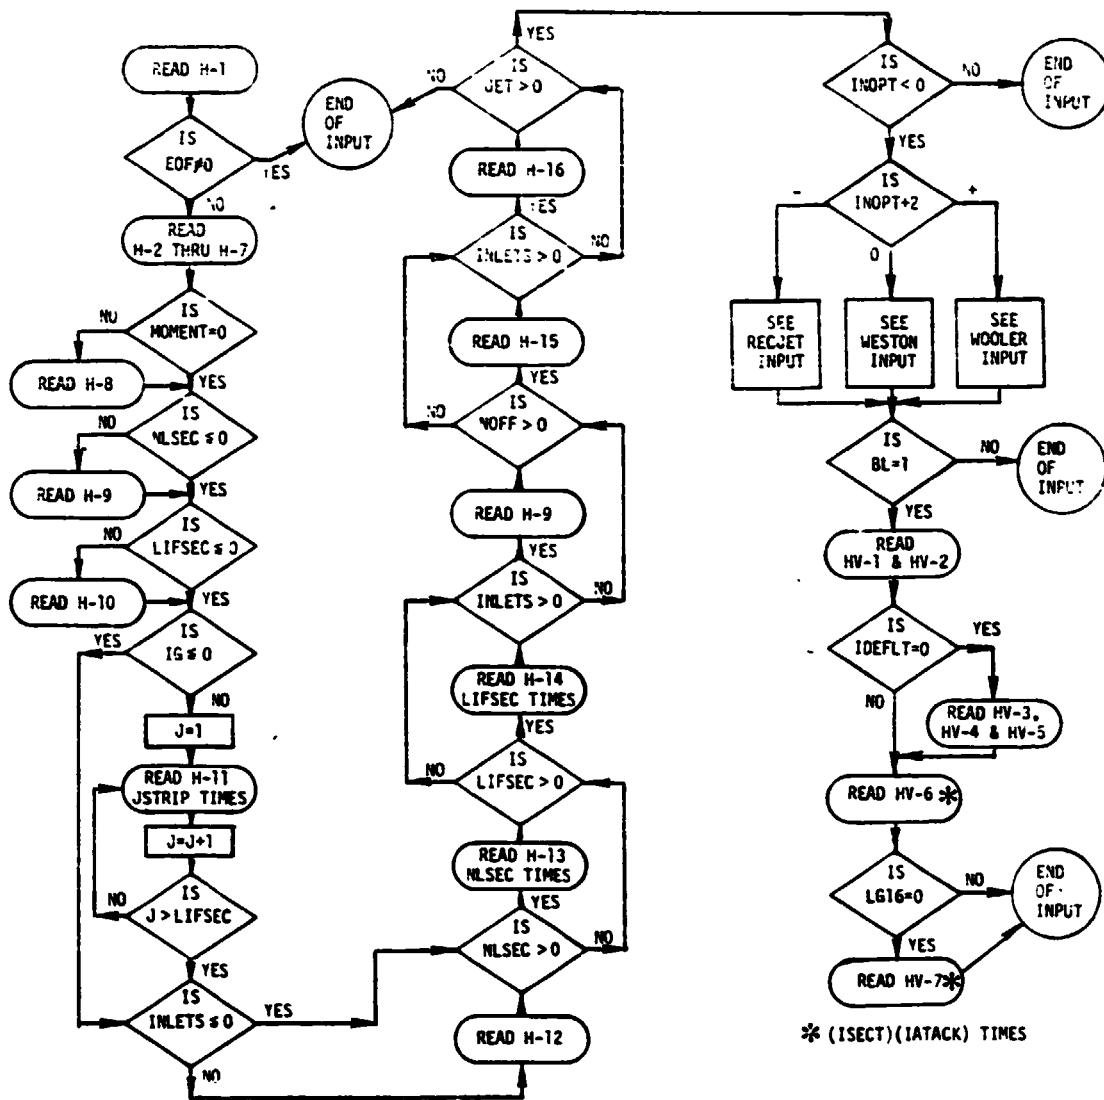 READ H-1
IS
EOF≠0
YES
NO
READ
H-2 THRU H-7
IS
MOMENT=0
NO
YES
READ H-8
IS
NLSEC ≤ 0
NO
YES
READ H-9
IS
LIFSEC ≤ 0
NO
YES
READ H-10
IS
IG ≤ 0
YES
NO
J=1
READ H-11
JSTRIP TIMES
J=J+1
IS
J > LIFSEC
NO
YES
IS
INLETS ≤ 0
YES
NO
END
OF
INPUT
YES
IS
JET > 0
NO
READ H-16
YES
IS
INLETS > 0
NO
READ H-15
YES
IS
NOFF > 0
NO
READ H-9
YES
IS
INLETS > 0
NO
READ H-14
LIFSEC TIMES
YES
IS
LIFSEC > 0
NO
READ H-13
NLSEC TIMES
YES
IS
NLSEC > 0
NO
READ H-12
IS
INOPT < 0
NO
END
OF
INPUT
YES
IS
INOPT+2
-
+
0
SEE
RECJET
INPUT
SEE
WESTON
INPUT
SEE
WOOLER
INPUT
IS
BL=1
NO
END
OF
INPUT
YES
READ
HV-1 & HV-2
IS
IDEFLT=0
YES
NO
READ HV-3,
HV-4 & HV-5
READ HV-6 *
IS
LG16=0
NO
END
OF
INPUT
YES
READ HV-7*
* (ISECT)(IATACK) TIMES